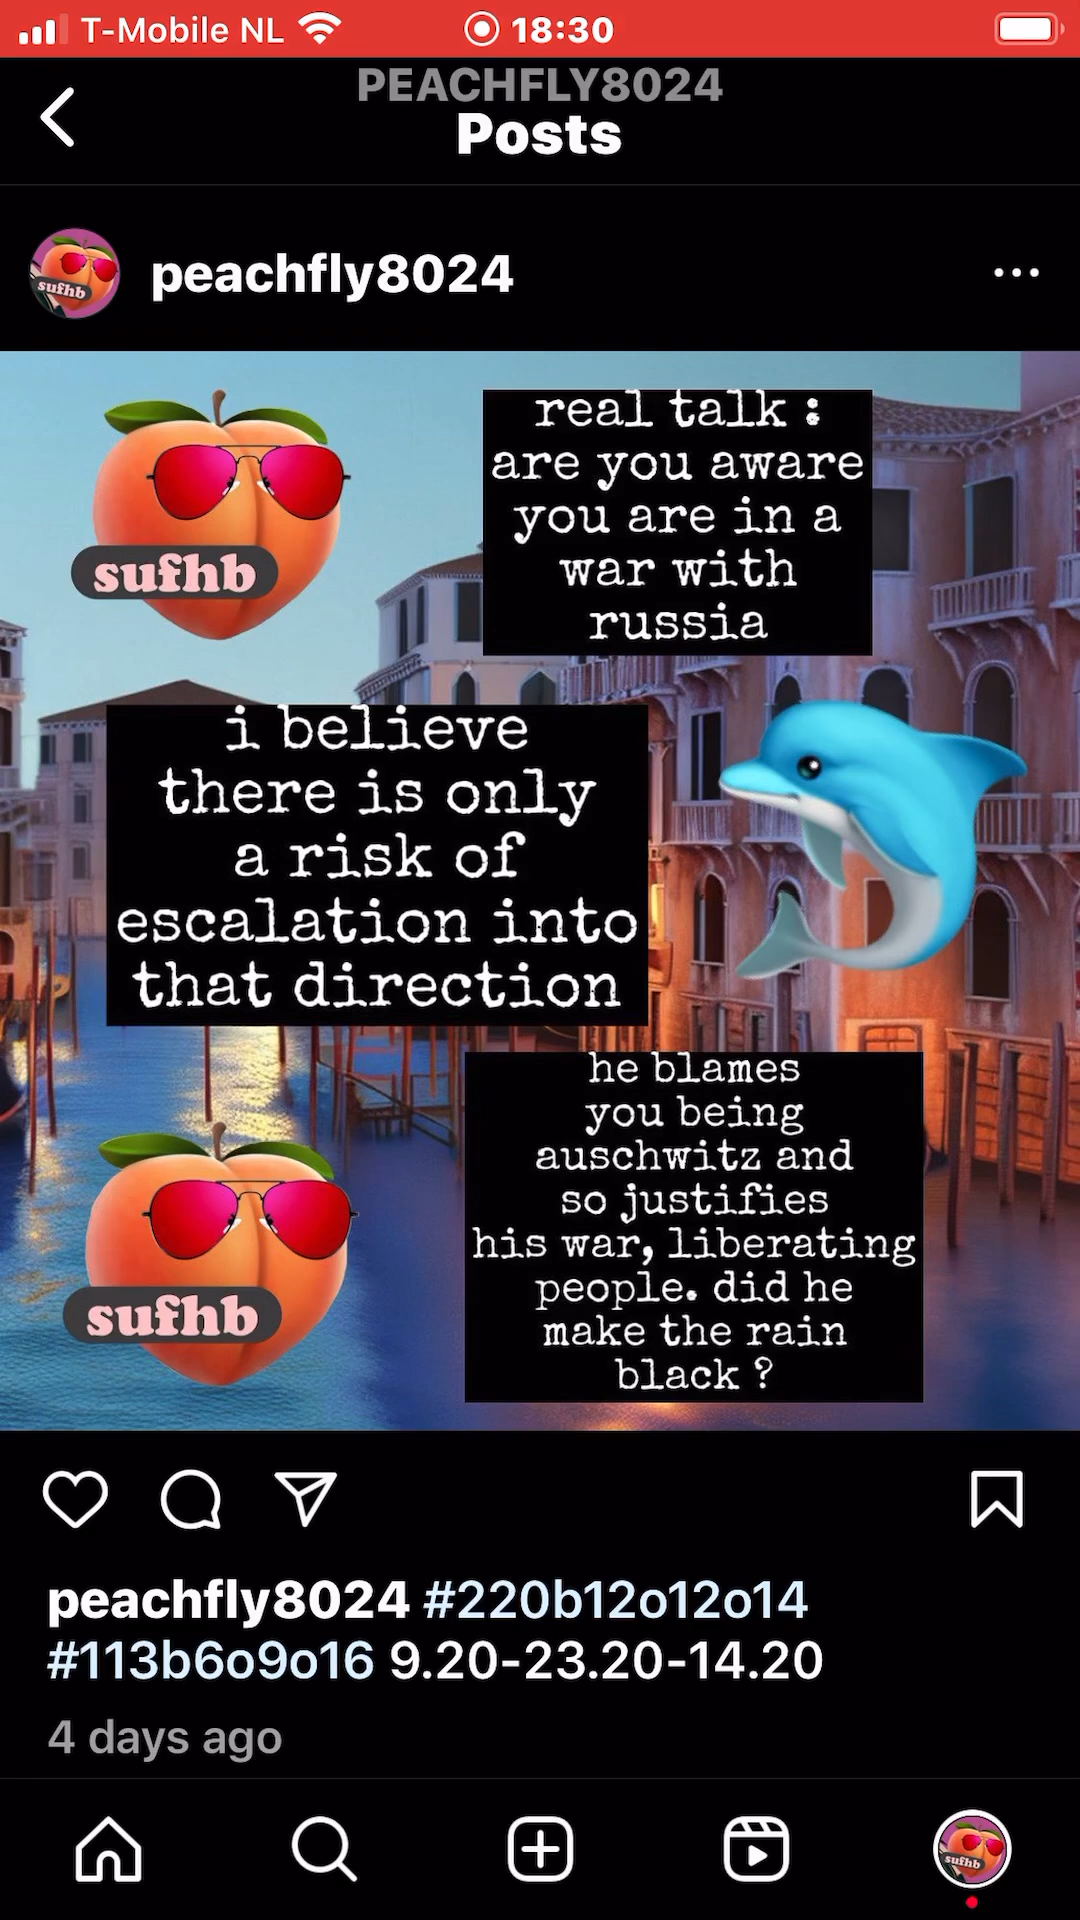 T-Mobile NL 18:30
PEACHFLY8024
Posts
peachfly8024
sufhb
sufhb
real talk :
are you aware
you are in a
war with
russia
i believe
there is only
a risk of
escalation into
that direction
sufhb
he blames
you being
auschwitz and
so justifies
his war, liberating
people. did he
make the rain
black ?
peachfly8024 #220b12o12o14
#113b6o9o16 9.20-23.20-14.20
4 days ago
sufhb